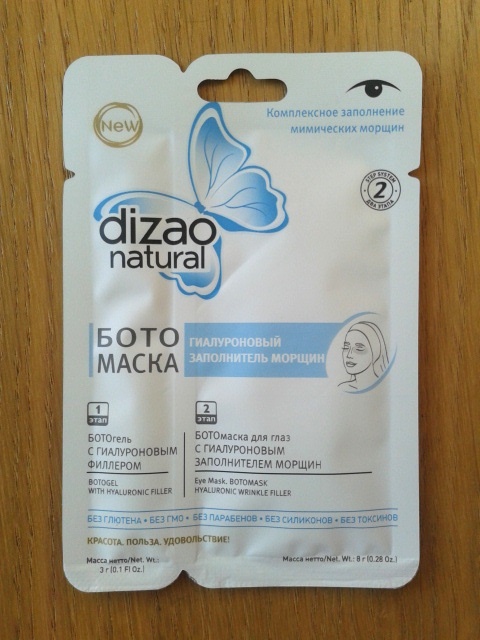 NeW
Комплексное заполнение
мимических морщин
STEP SYSTEM
2
ДВА ЭТАПА
dizao
natural
БОТО
МАСКА
ГИАЛУРОНОВЫЙ
ЗАПОЛНИТЕЛЬ МОРЩИН
1
этап
БОТОгель
С ГИАЛУРОНОВЫМ
ФИЛЛЕРОМ
BOTOGEL
WITH HYALURONIC FILLER
2
этап
БОТОмаска для глаз
С ГИАЛУРОНОВЫМ
ЗАПОЛНИТЕЛЕМ МОРЩИН
Eye Mask. BOTOMASK
HYALURONIC WRINKLE FILLER
БЕЗ ГЛЮТЕНА • БЕЗ ГМО • БЕЗ ПАРАБЕНОВ • БЕЗ СИЛИКОНОВ • БЕЗ ТОКСИНОВ
КРАСОТА. ПОЛЬЗА. УДОВОЛЬСТВИЕ!
Масса нетто/Net. Wt.:
3 г (0.1 Fl Oz.)
Масса нетто/Net. Wt.: 8 г (0.28 Oz.)